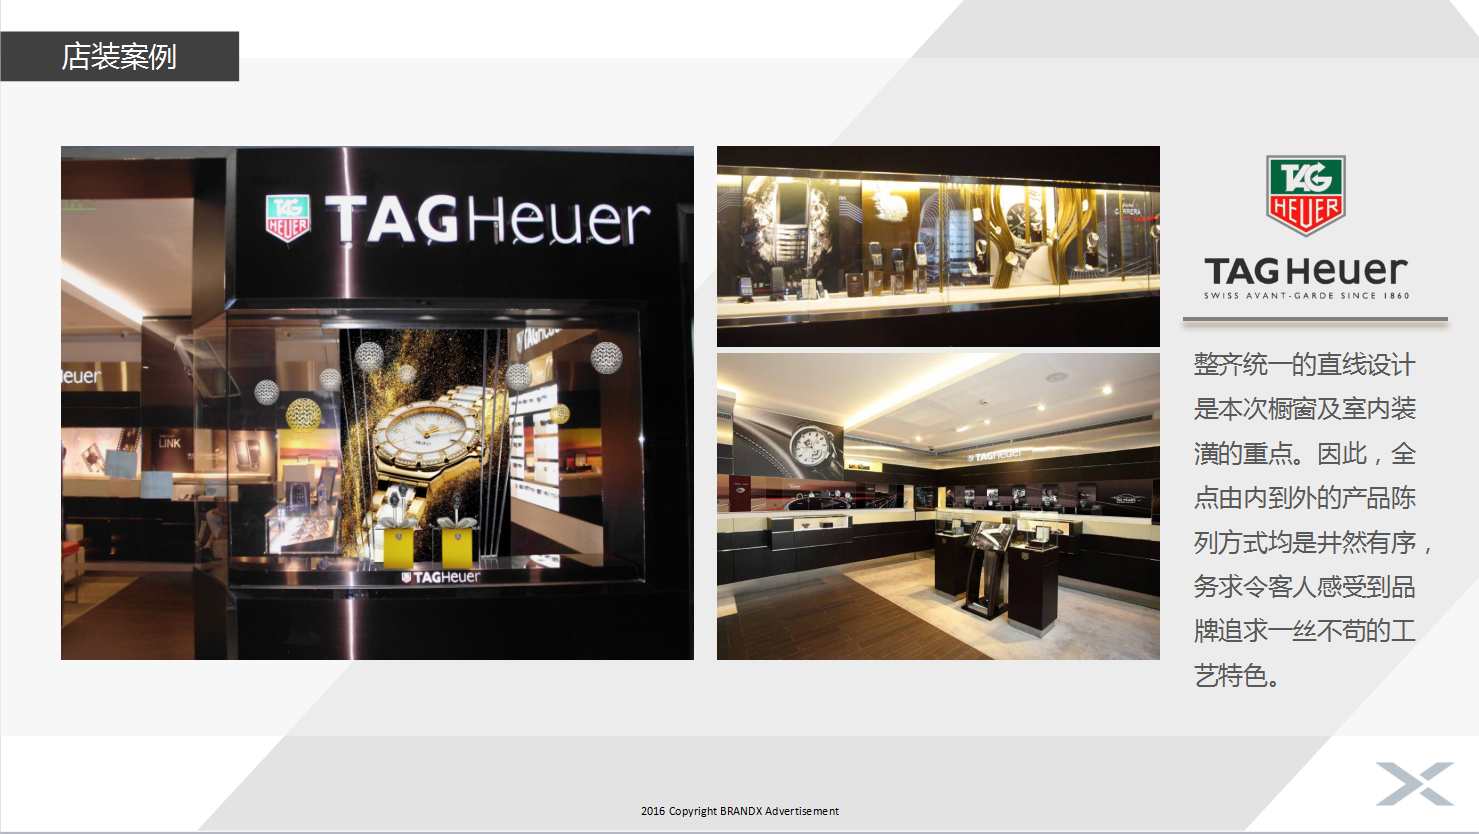 店装案例
TAG
HEUER
TAGHeuer
Heuer
LINK
TAGHeuer
TAGHeuer
CARRERA
TAGHeuer
TAG
HEUER
TAGHeuer
SWISS AVANT-GARDE SINCE 1860
整齐统一的直线设计
是本次橱窗及室内装
潢的重点。因此，全
点由内到外的产品陈
列方式均是井然有序，
务求令客人感受到品
牌追求一丝不苟的工
艺特色。
2016 Copyright BRANDX Advertisement